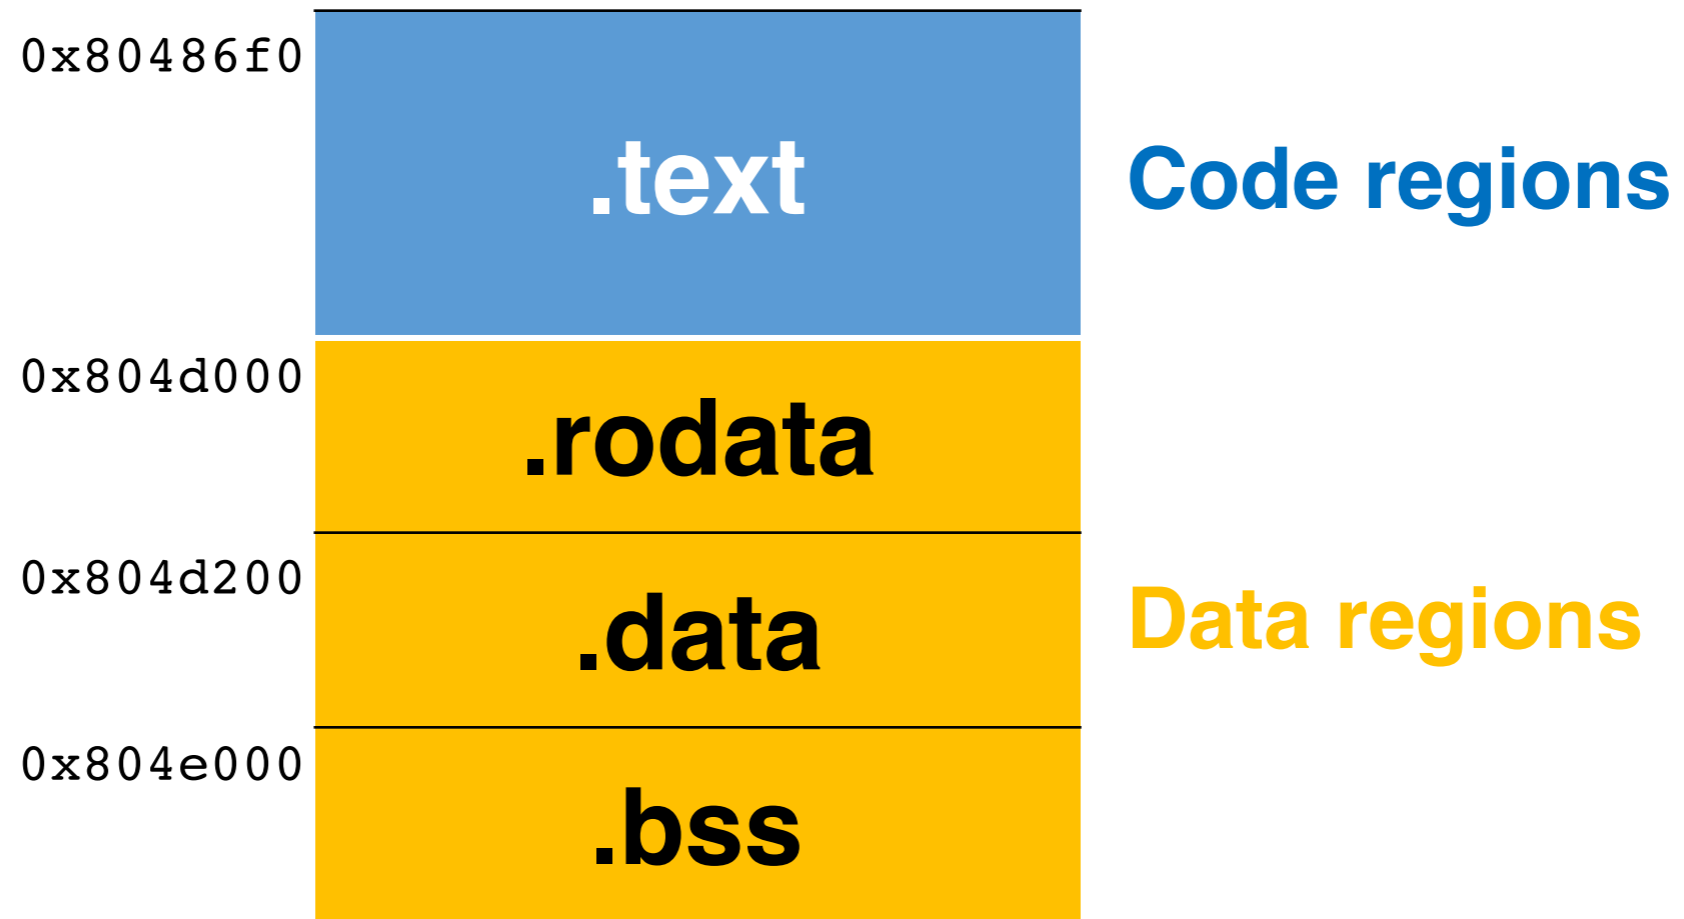 0x80486f0
.text
Code regions
0x804d000
.rodata
0x804d200
.data
Data regions
0x804e000
.bss